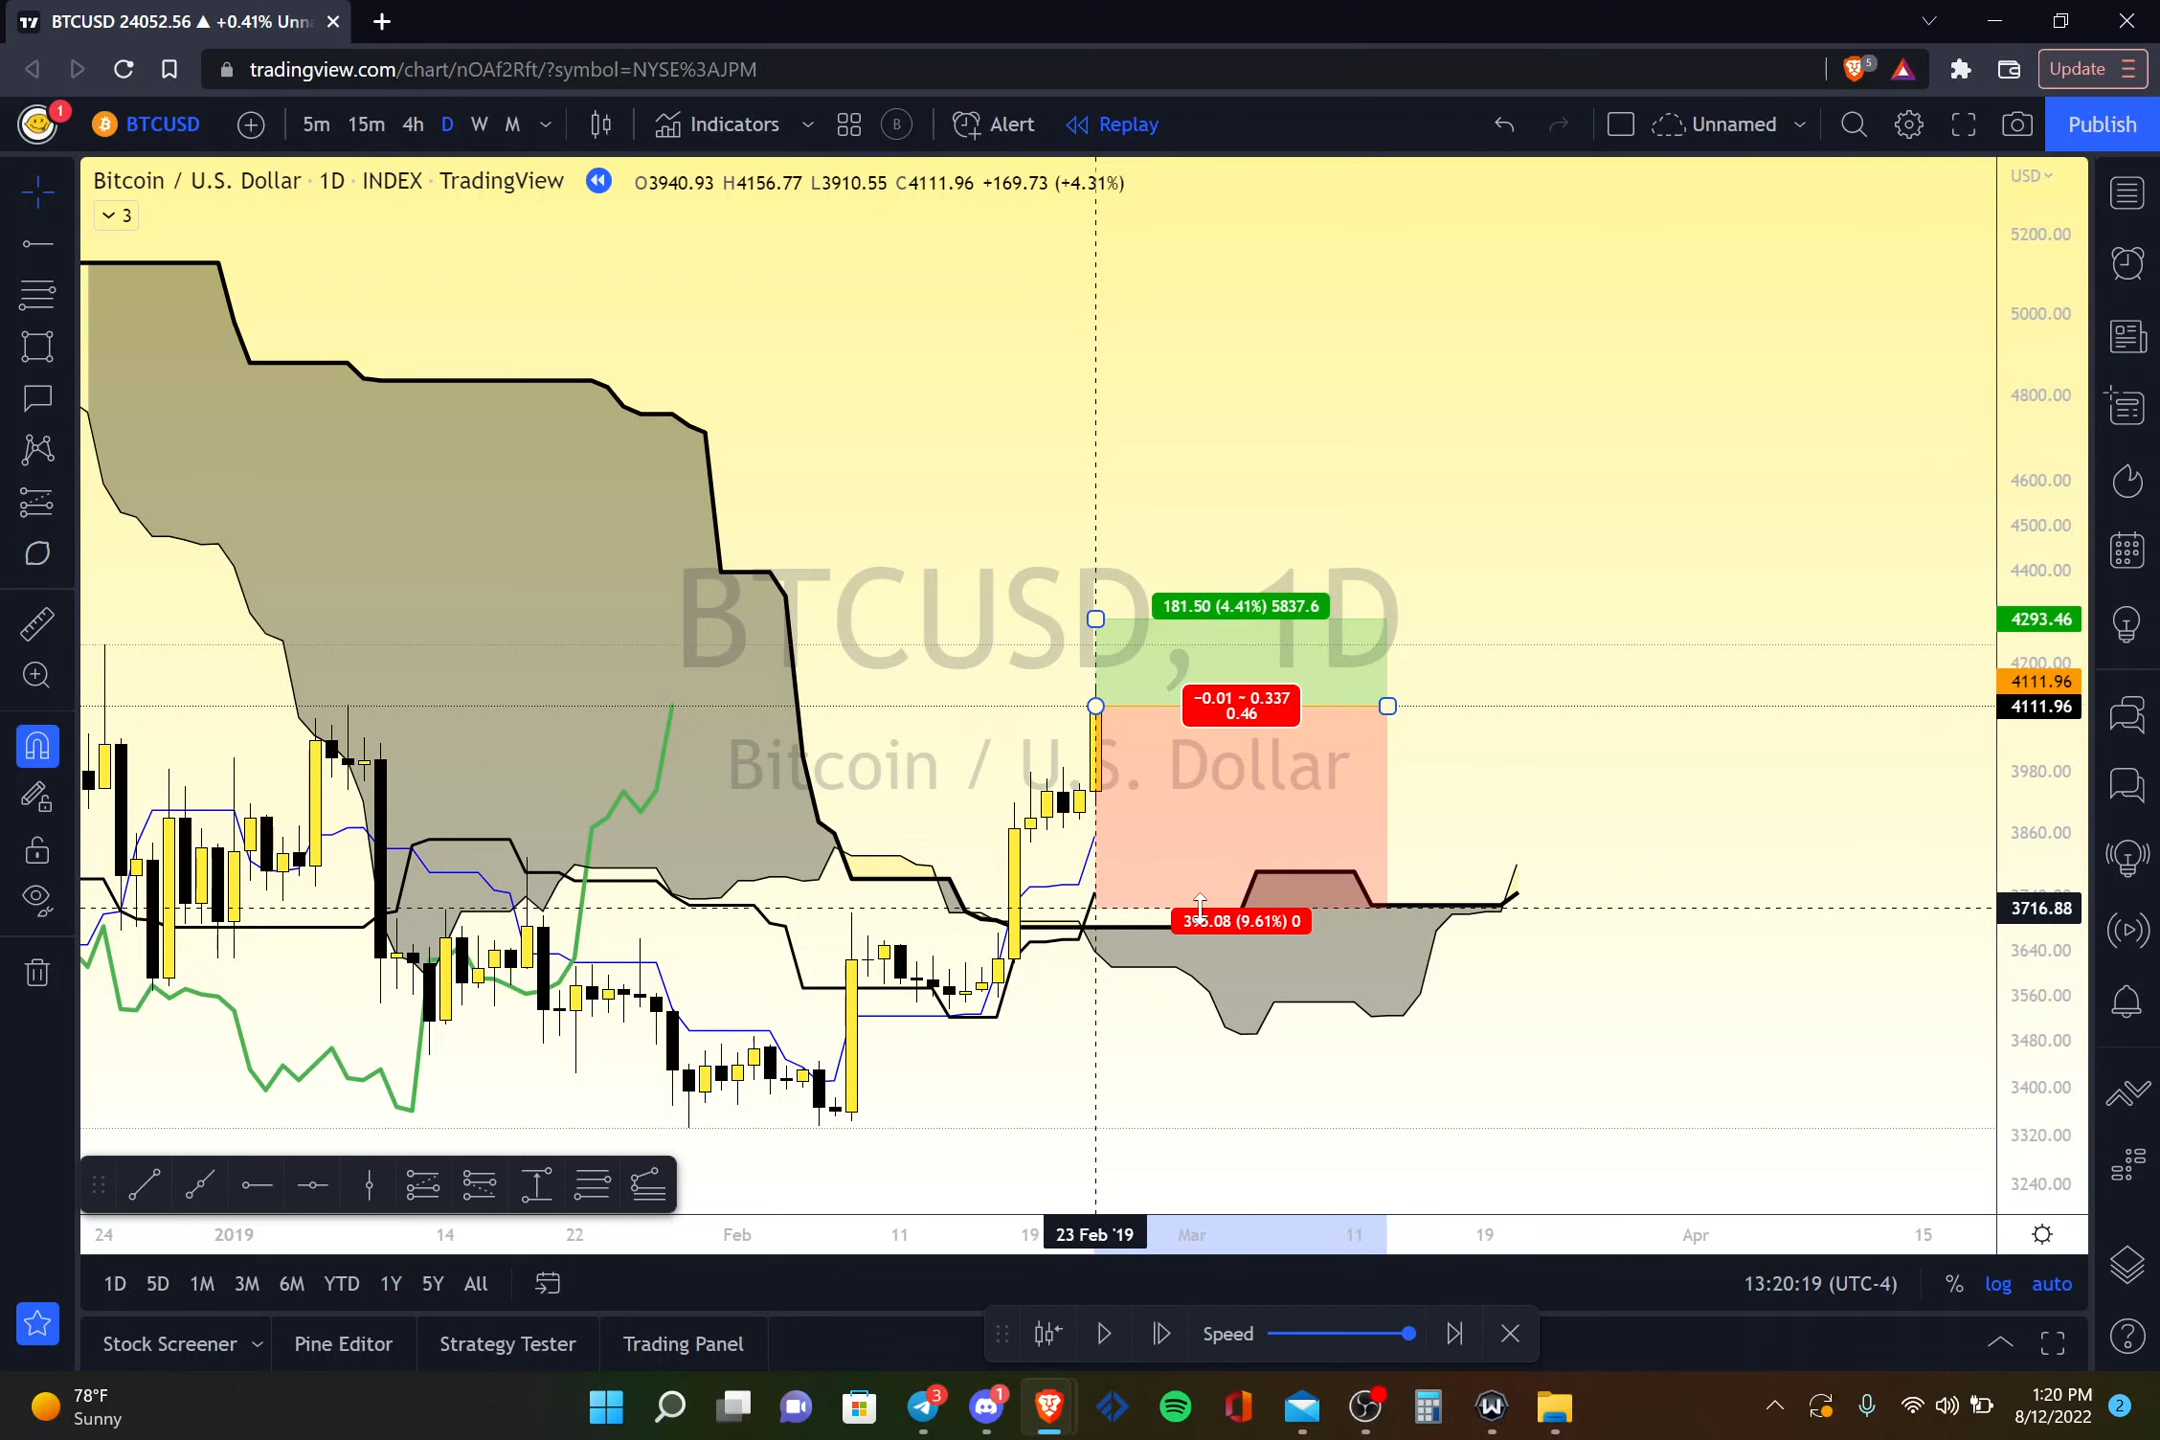 BTCUSD 24052.56 ▲ +0.41% Unn
tradingview.com/chart/nOAf2Rft/?symbol=NYSE%3AJPM
5
Update
1
BTCUSD
5m 15m 4h D W M
Indicators
B
Alert
Replay
Unnamed
Publish
Bitcoin / U.S. Dollar · 1D · INDEX · TradingView
O3940.93 H4156.77 L3910.55 C4111.96 +169.73 (+4.31%)
3
USD
5200.00
5000.00
4800.00
4600.00
4500.00
4400.00
4293.46
4200.00
4111.96
4111.96
3980.00
3860.00
3716.88
3640.00
3560.00
3480.00
3400.00
3320.00
3240.00
BTCUSD, 1D
Bitcoin / U.S. Dollar
181.50 (4.41%) 5837.6
−0.01 ~ 0.337
0.46
(9.61%) 0
24 2019 14 22 Feb 11 19 23 Feb '19 Mar 11 19 Apr 15
1D 5D 1M 3M 6M YTD 1Y 5Y All
13:20:19 (UTC-4) % log auto
Stock Screener Pine Editor Strategy Tester Trading Panel
Speed
78°F
Sunny
3
1
1:20 PM
8/12/2022
2